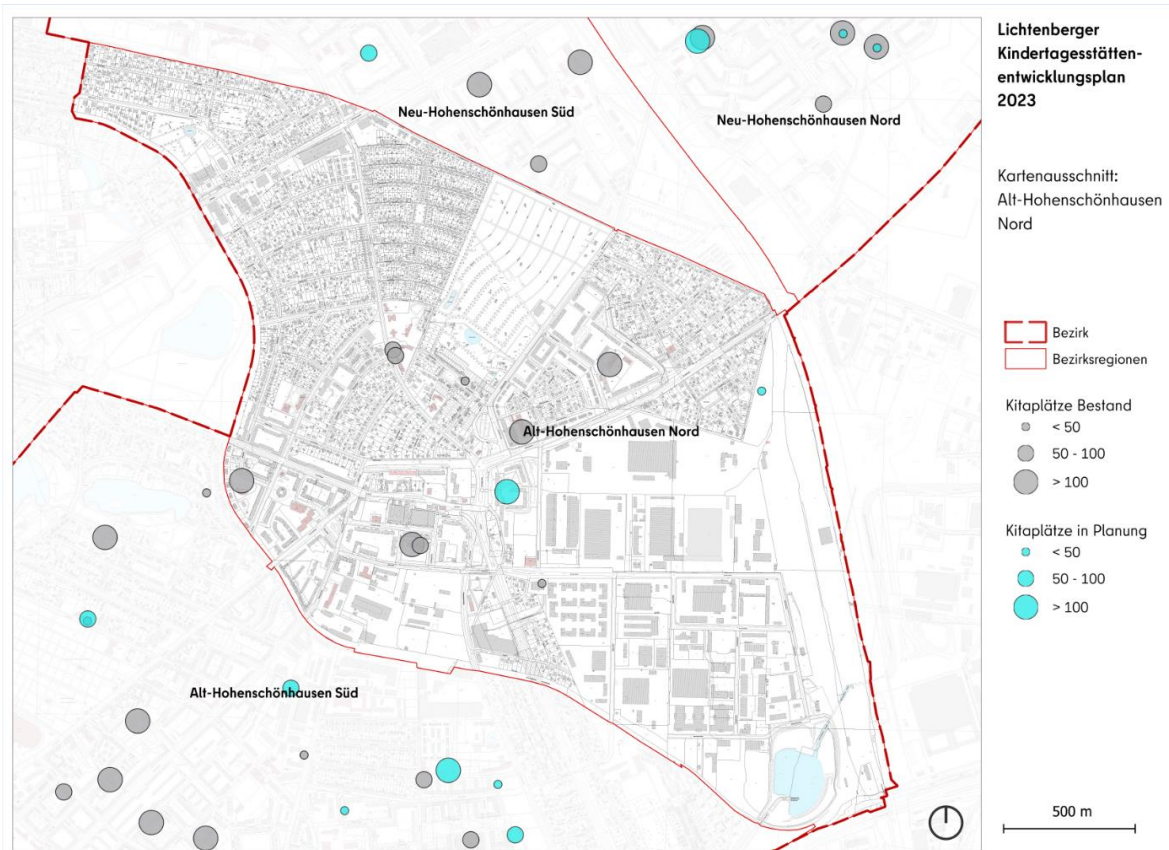 Lichtenberger
Kindertagesstätten-
entwicklungsplan
2023
Kartenausschnitt:
Alt-Hohenschönhausen
Nord
Bezirk
Bezirksregionen
Kitaplätze Bestand
< 50
50 - 100
> 100
Kitaplätze in Planung
< 50
50 - 100
> 100
500 m
Neu-Hohenschönhausen Süd
Neu-Hohenschönhausen Nord
Alt-Hohenschönhausen Nord
Alt-Hohenschönhausen Süd